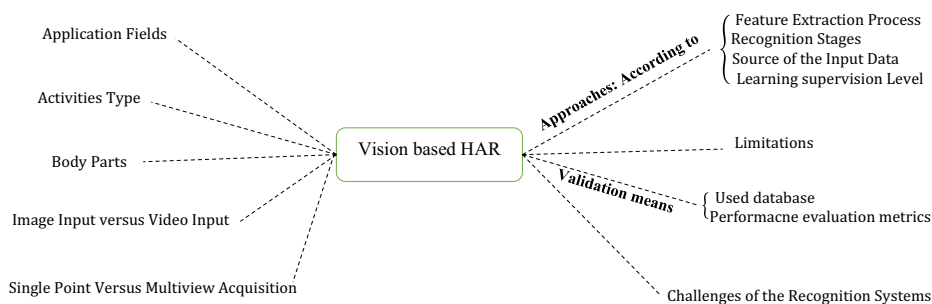 Application Fields
Activities Type
Body Parts
Image Input versus Video Input
Single Point Versus Multiview Acquisition
Vision based HAR
Approaches: According to
Feature Extraction Process
Recognition Stages
Source of the Input Data
Learning supervision Level
Limitations
Validation means
Used database
Performacne evaluation metrics
Challenges of the Recognition Systems